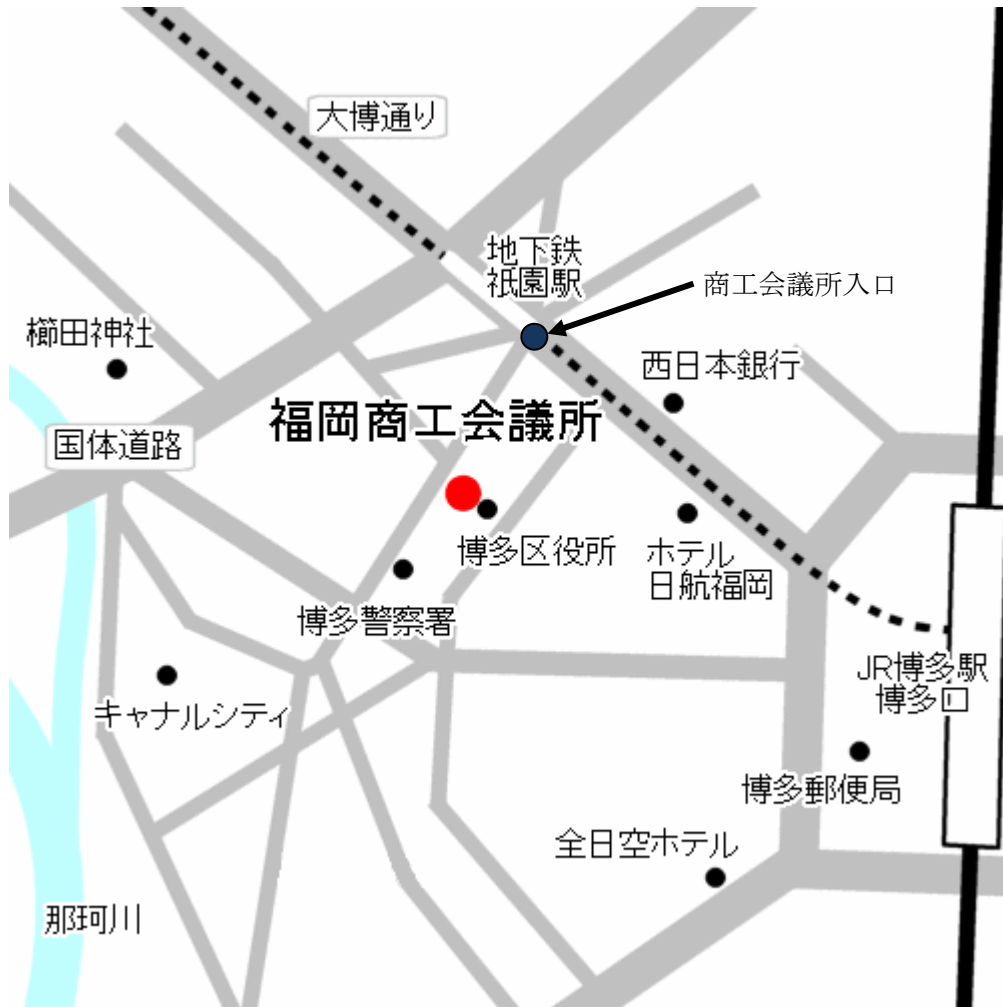 大博通り
地下鉄
祇園駅
商工会議所入口
櫛田神社
西日本銀行
福岡商工会議所
国体道路
博多区役所
ホテル
日航福岡
博多警察署
JR博多駅
博多口
キャナルシティ
博多郵便局
全日空ホテル
那珂川